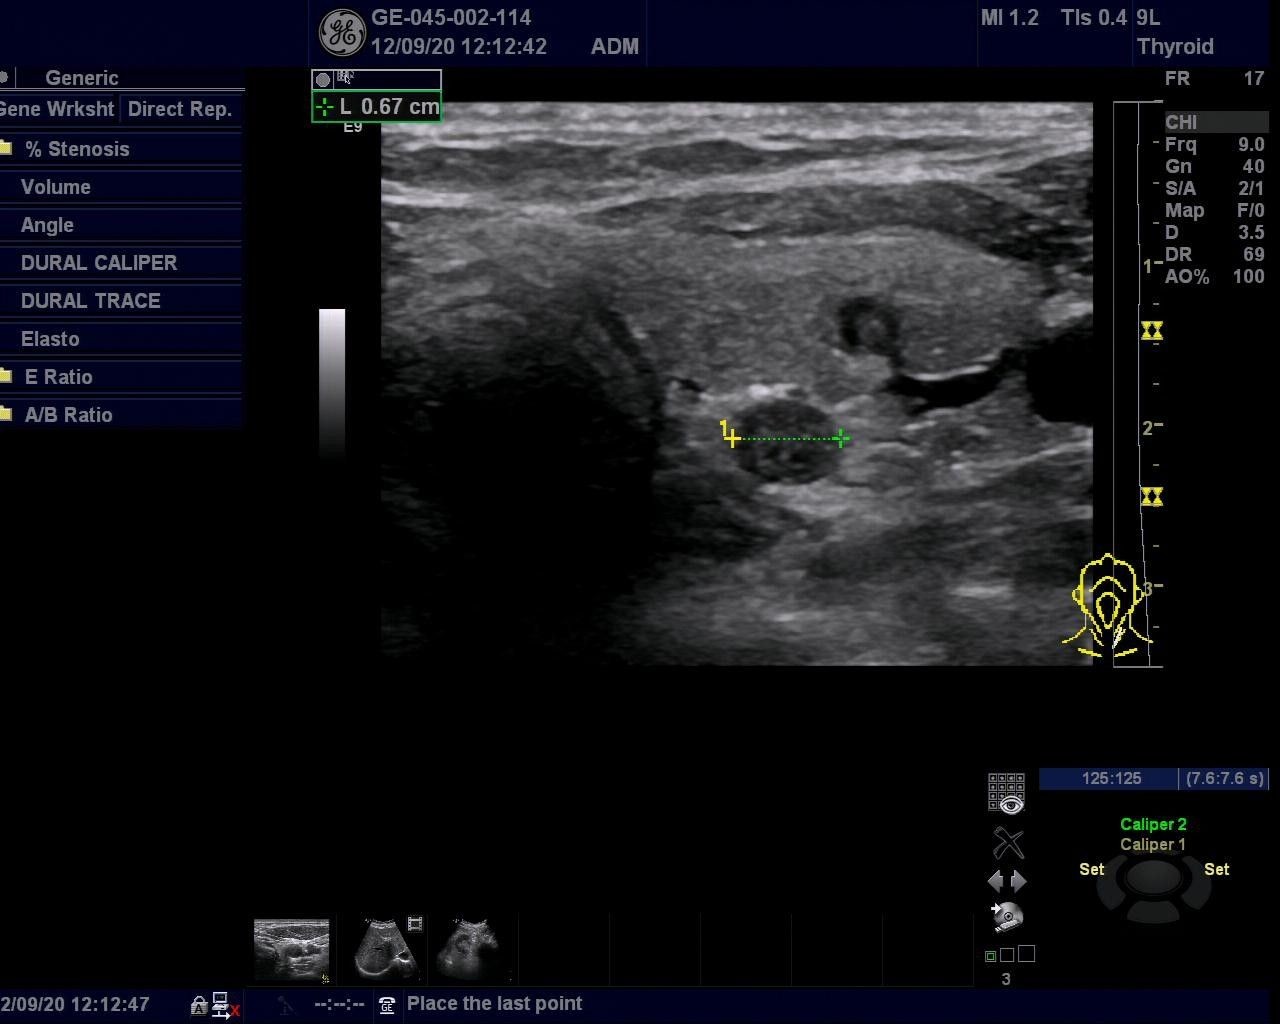 GE-045-002-114
12/09/20 12:12:42 ADM
MI 1.2 TIs 0.4 9L
Thyroid
Generic
Gene Wrksht Direct Rep.
% Stenosis
Volume
Angle
DURAL CALIPER
DURAL TRACE
Elasto
E Ratio
A/B Ratio
L 0.67 cm
E9
1
FR 17
CHI
Frq 9.0
Gn 40
S/A 2/1
Map F/0
D 3.5
DR 69
AO% 100
1
2
3
125:125 (7.6:7.6 s)
Caliper 2
Caliper 1
Set Set
3
2/09/20 12:12:47 --:--:-- GE Place the last point